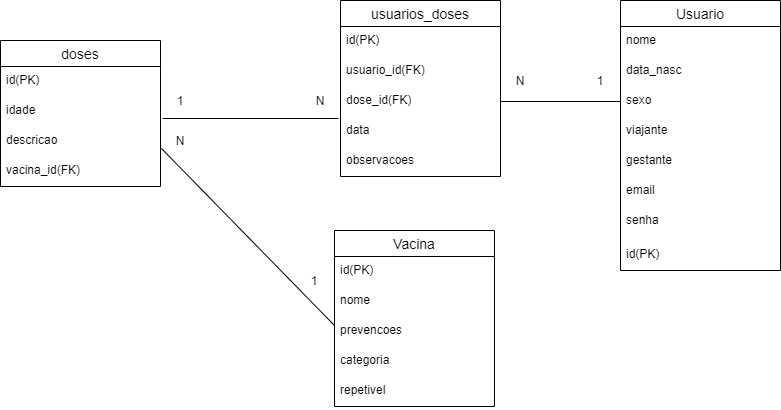 doses
id(PK)
idade
descricao
vacina_id(FK)
usuarios_doses
id(PK)
usuario_id(FK)
dose_id(FK)
data
observacoes
Usuario
nome
data_nasc
sexo
viajante
gestante
email
senha
id(PK)
Vacina
id(PK)
nome
prevencoes
categoria
repetivel
1
N
N
1
N
1